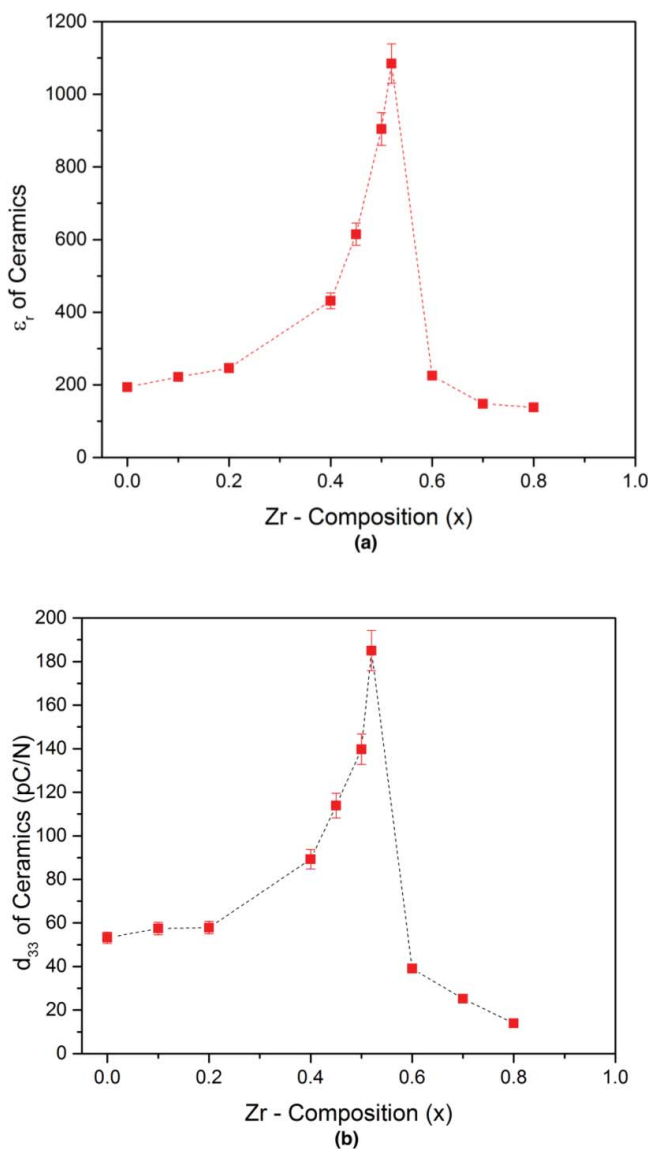 1200
1000
800
600
400
200
0
εr of Ceramics
0.0 0.2 0.4 0.6 0.8 1.0
Zr - Composition (x)
(a)
200
180
160
140
120
100
80
60
40
20
0
d33 of Ceramics (pC/N)
0.0 0.2 0.4 0.6 0.8 1.0
Zr - Composition (x)
(b)